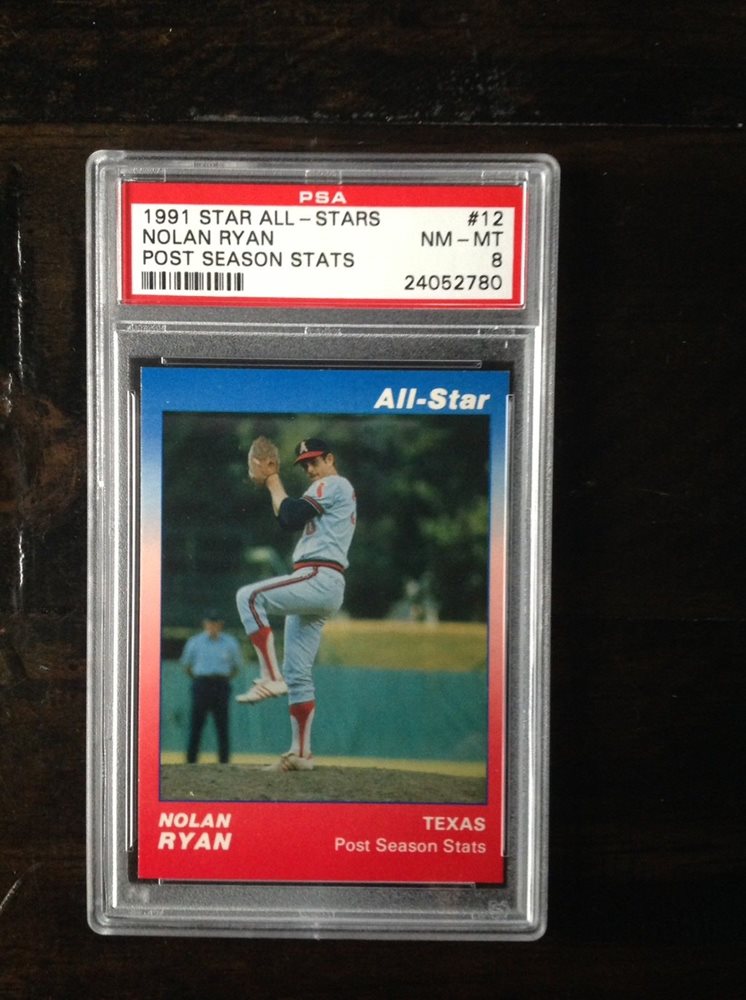 PSA
1991 STAR ALL-STARS #12
NOLAN RYAN NM-MT
POST SEASON STATS 8
24052780
All-Star
A
NOLAN TEXAS
RYAN Post Season Stats